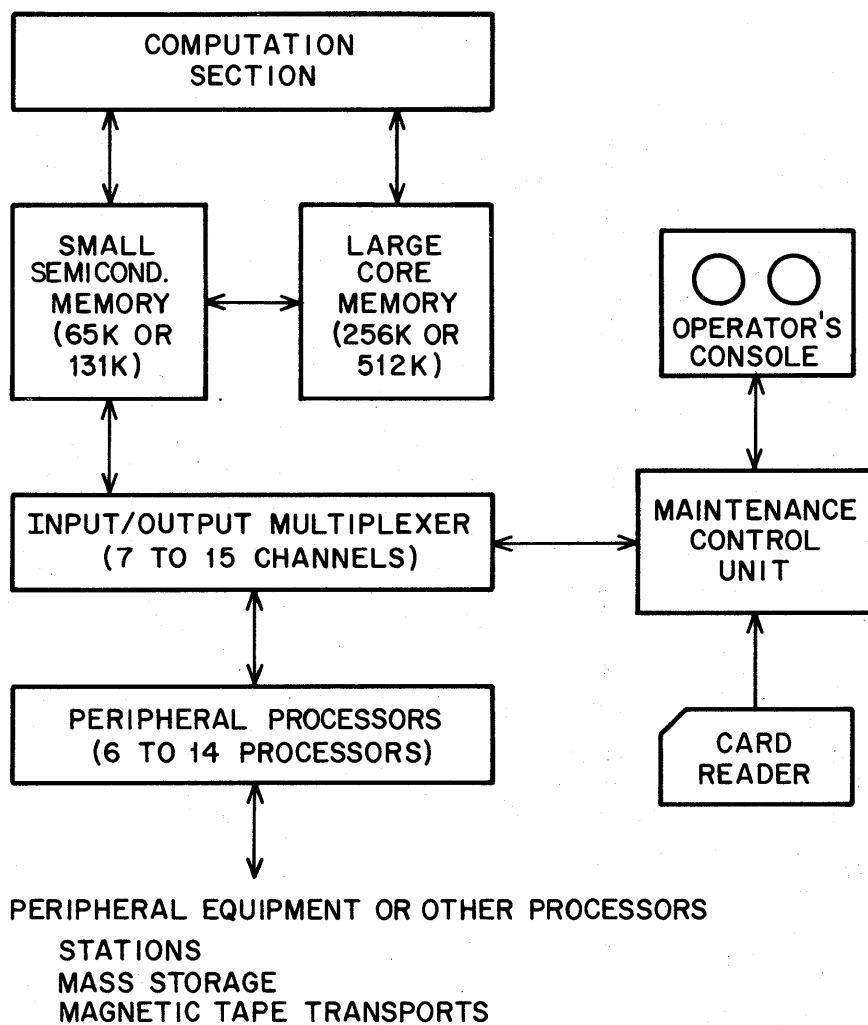 COMPUTATION
SECTION
SMALL
SEMICOND.
MEMORY
(65K OR
131K)
LARGE
CORE
MEMORY
(256K OR
512K)
OPERATOR'S
CONSOLE
INPUT/OUTPUT MULTIPLEXER
(7 TO 15 CHANNELS)
MAINTENANCE
CONTROL
UNIT
PERIPHERAL PROCESSORS
(6 TO 14 PROCESSORS)
CARD
READER
PERIPHERAL EQUIPMENT OR OTHER PROCESSORS
STATIONS
MASS STORAGE
MAGNETIC TAPE TRANSPORTS